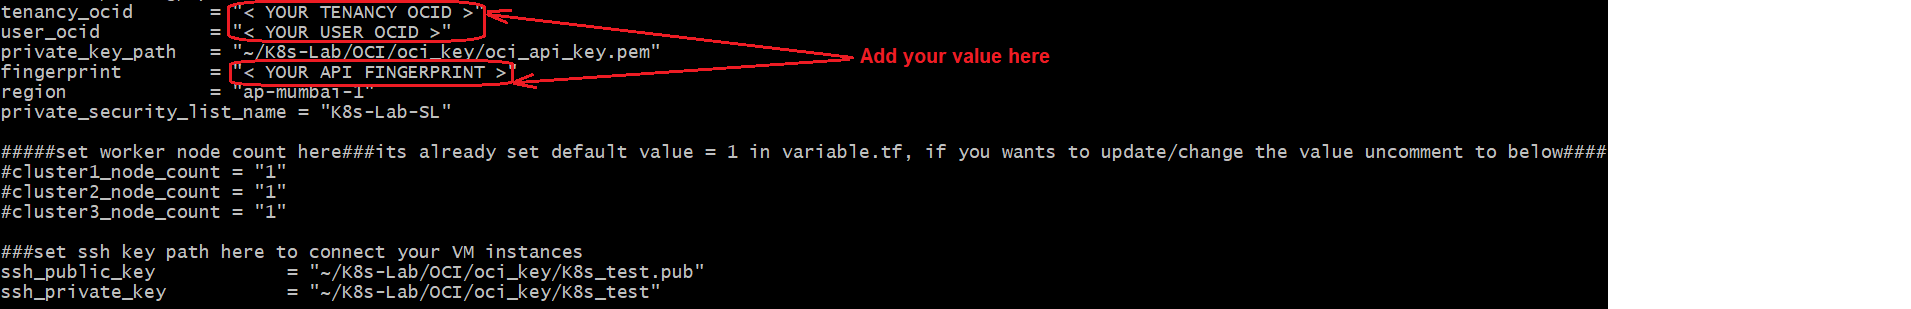 tenancy_ocid = "< YOUR TENANCY OCID >"
user_ocid = "< YOUR USER OCID >"
private_key_path = "~/K8s-Lab/OCI/oci_key/oci_api_key.pem"
Add your value here
fingerprint = "< YOUR API FINGERPRINT >"
region = "ap-mumbai-1"
private_security_list_name = "K8s-Lab-SL"
#####set worker node count here###its already set default value = 1 in variable.tf, if you wants to update/change the value uncomment to below####
#cluster1_node_count = "1"
#cluster2_node_count = "1"
#cluster3_node_count = "1"
###set ssh key path here to connect your VM instances
ssh_public_key = "~/K8s-Lab/OCI/oci_key/K8s_test.pub"
ssh_private_key = "~/K8s-Lab/OCI/oci_key/K8s_test"